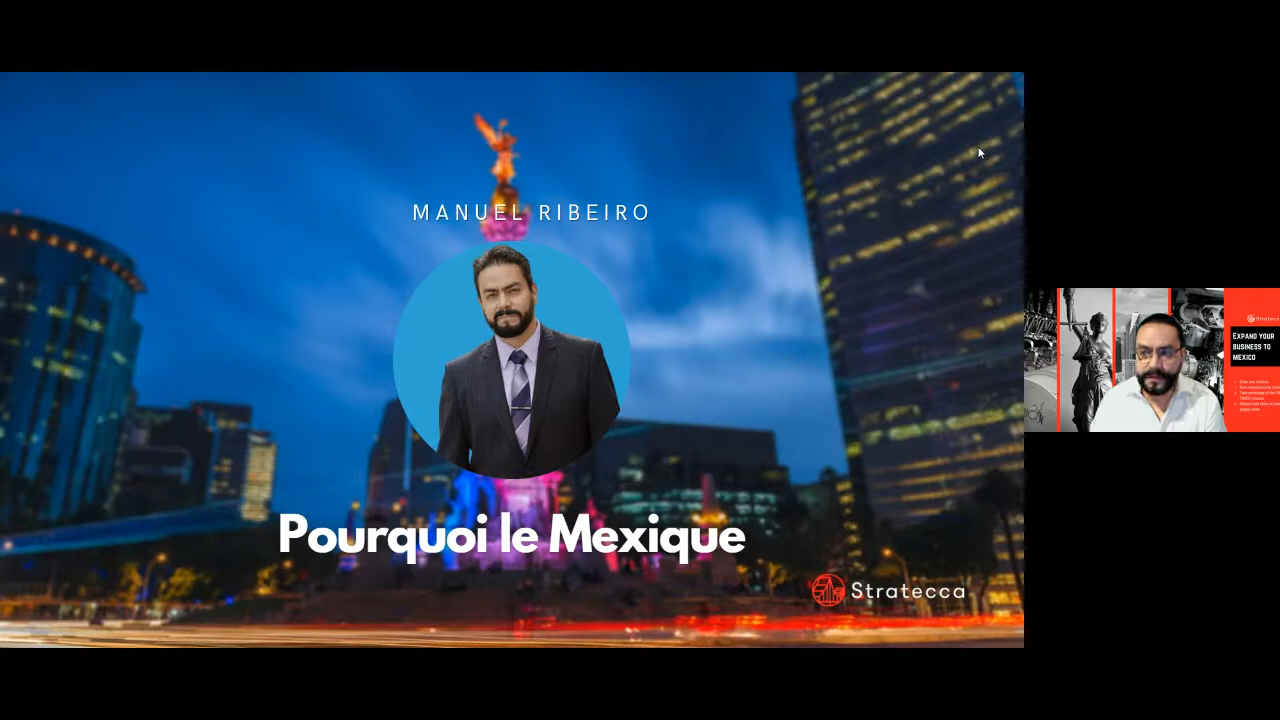 MANUEL RIBEIRO
Pourquoi le Mexique
Stratecca
EXPAND YOUR
BUSINESS TO
MEXICO